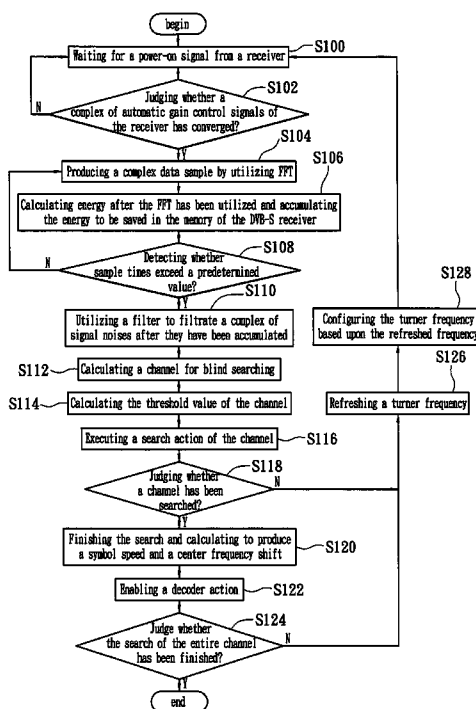 begin
S100
Waiting for a power-on signal from a receiver
S102
Judging whether a
complex of automatic gain control signals of
the receiver has converged?
N
Y
S104
Producing a complex data sample by utilizing FFT
S106
Calculating energy after the FFT has been utilized and accumulating
the energy to be saved in the memory of the DVB-S receiver
S108
Detecting whether
sample times exceed a predetermined
value?
N
Y
S110
Utilizing a filter to filtrate a complex of
signal noises after they have been accumulated
S112
Calculating a channel for blind searching
S114
Calculating the threshold value of the channel
S116
Executing a search action of the channel
S118
Judging whether
a channel has been
searched?
N
Y
Finishing the search and calculating to produce
a symbol speed and a center frequency shift
S120
Enabling a decoder action
S122
S124
Judge whether
the search of the entire channel
has been finished?
N
Y
end
S128
Configuring the turner frequency
based upon the refreshed frequency
S126
Refreshing a turner frequency